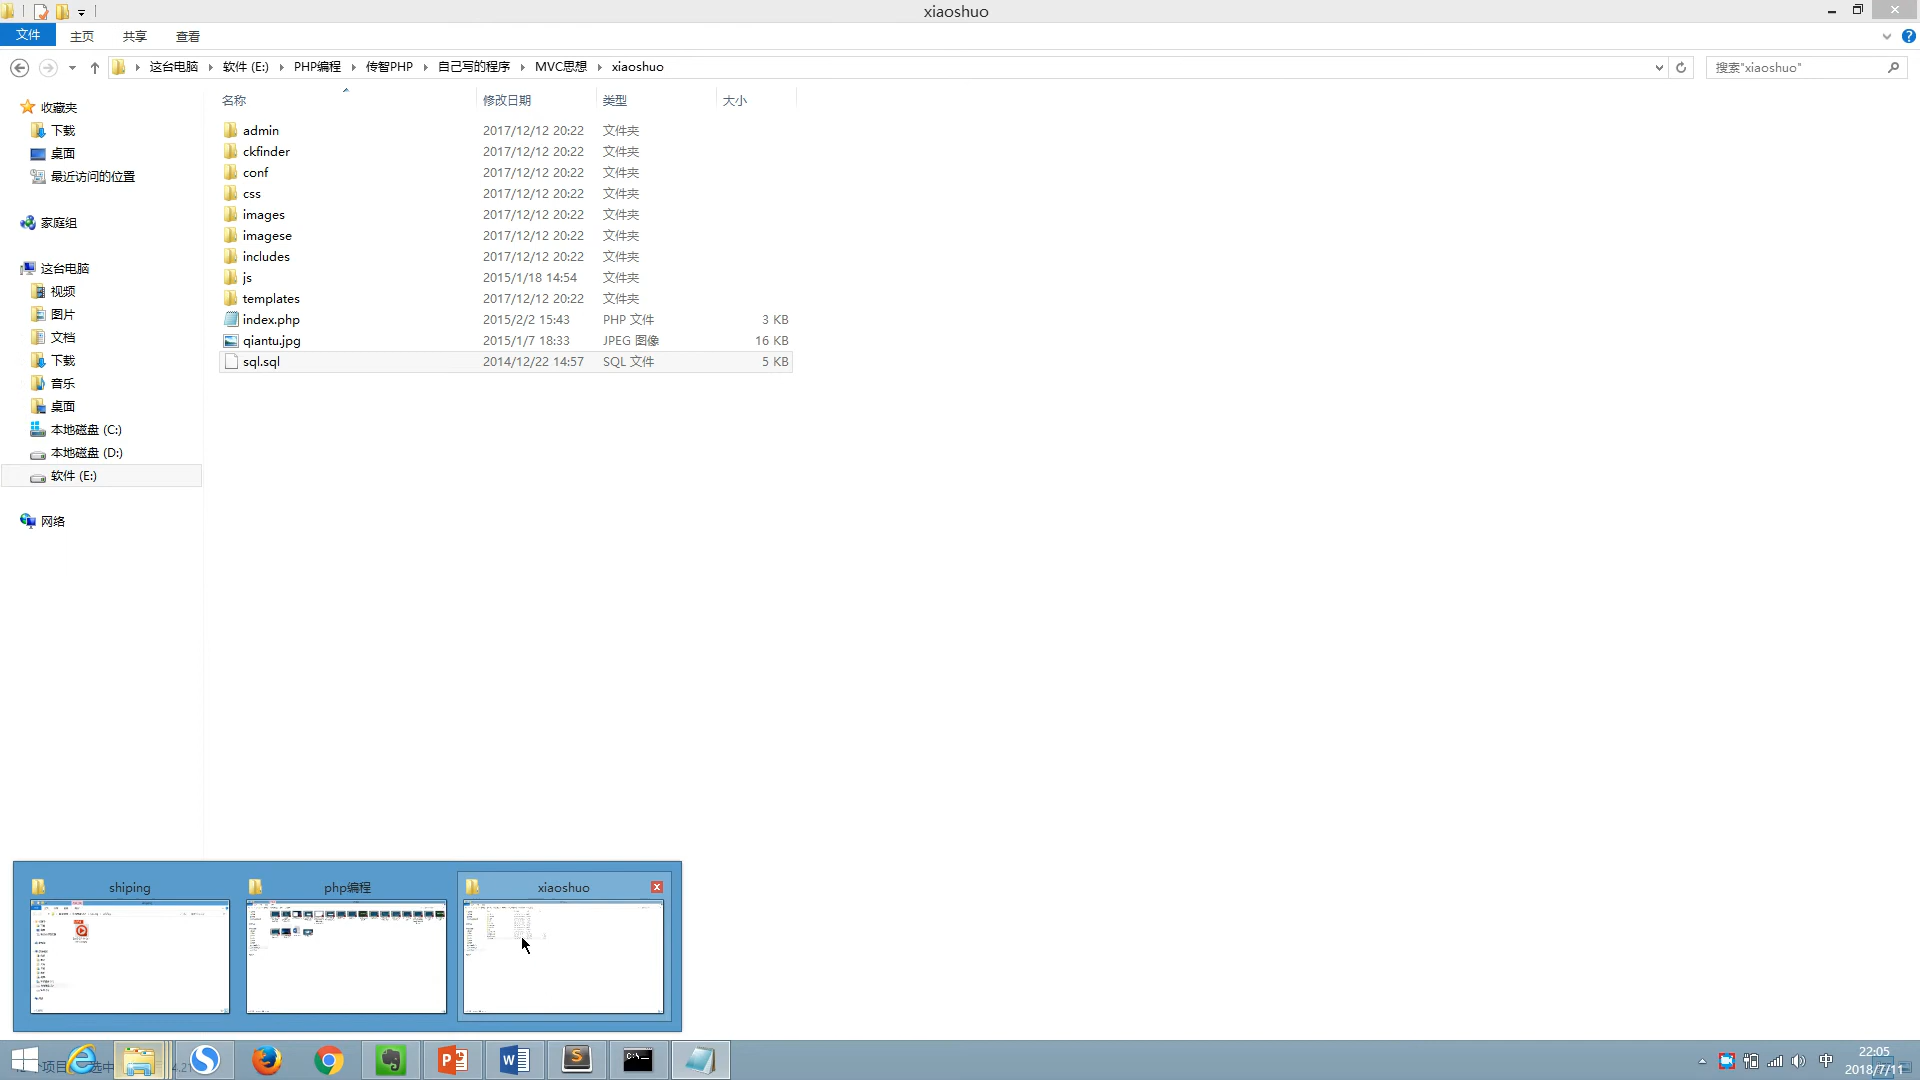 xiaoshuo
文件 主页 共享 查看
这台电脑 软件 (E:) PHP编程 传智PHP 自己写的程序 MVC思想 xiaoshuo 搜索"xiaoshuo"
名称 修改日期 类型 大小
admin 2017/12/12 20:22 文件夹
ckfinder 2017/12/12 20:22 文件夹
conf 2017/12/12 20:22 文件夹
css 2017/12/12 20:22 文件夹
images 2017/12/12 20:22 文件夹
imagese 2017/12/12 20:22 文件夹
includes 2017/12/12 20:22 文件夹
js 2015/1/18 14:54 文件夹
templates 2017/12/12 20:22 文件夹
index.php 2015/2/2 15:43 PHP 文件 3 KB
qiantu.jpg 2015/1/7 18:33 JPEG 图像 16 KB
sql.sql 2014/12/22 14:57 SQL 文件 5 KB
收藏夹
下载
桌面
最近访问的位置
家庭组
这台电脑
视频
图片
文档
下载
音乐
桌面
本地磁盘 (C:)
本地磁盘 (D:)
软件 (E:)
网络
shiping php编程 xiaoshuo
中
22:05
2018/7/11